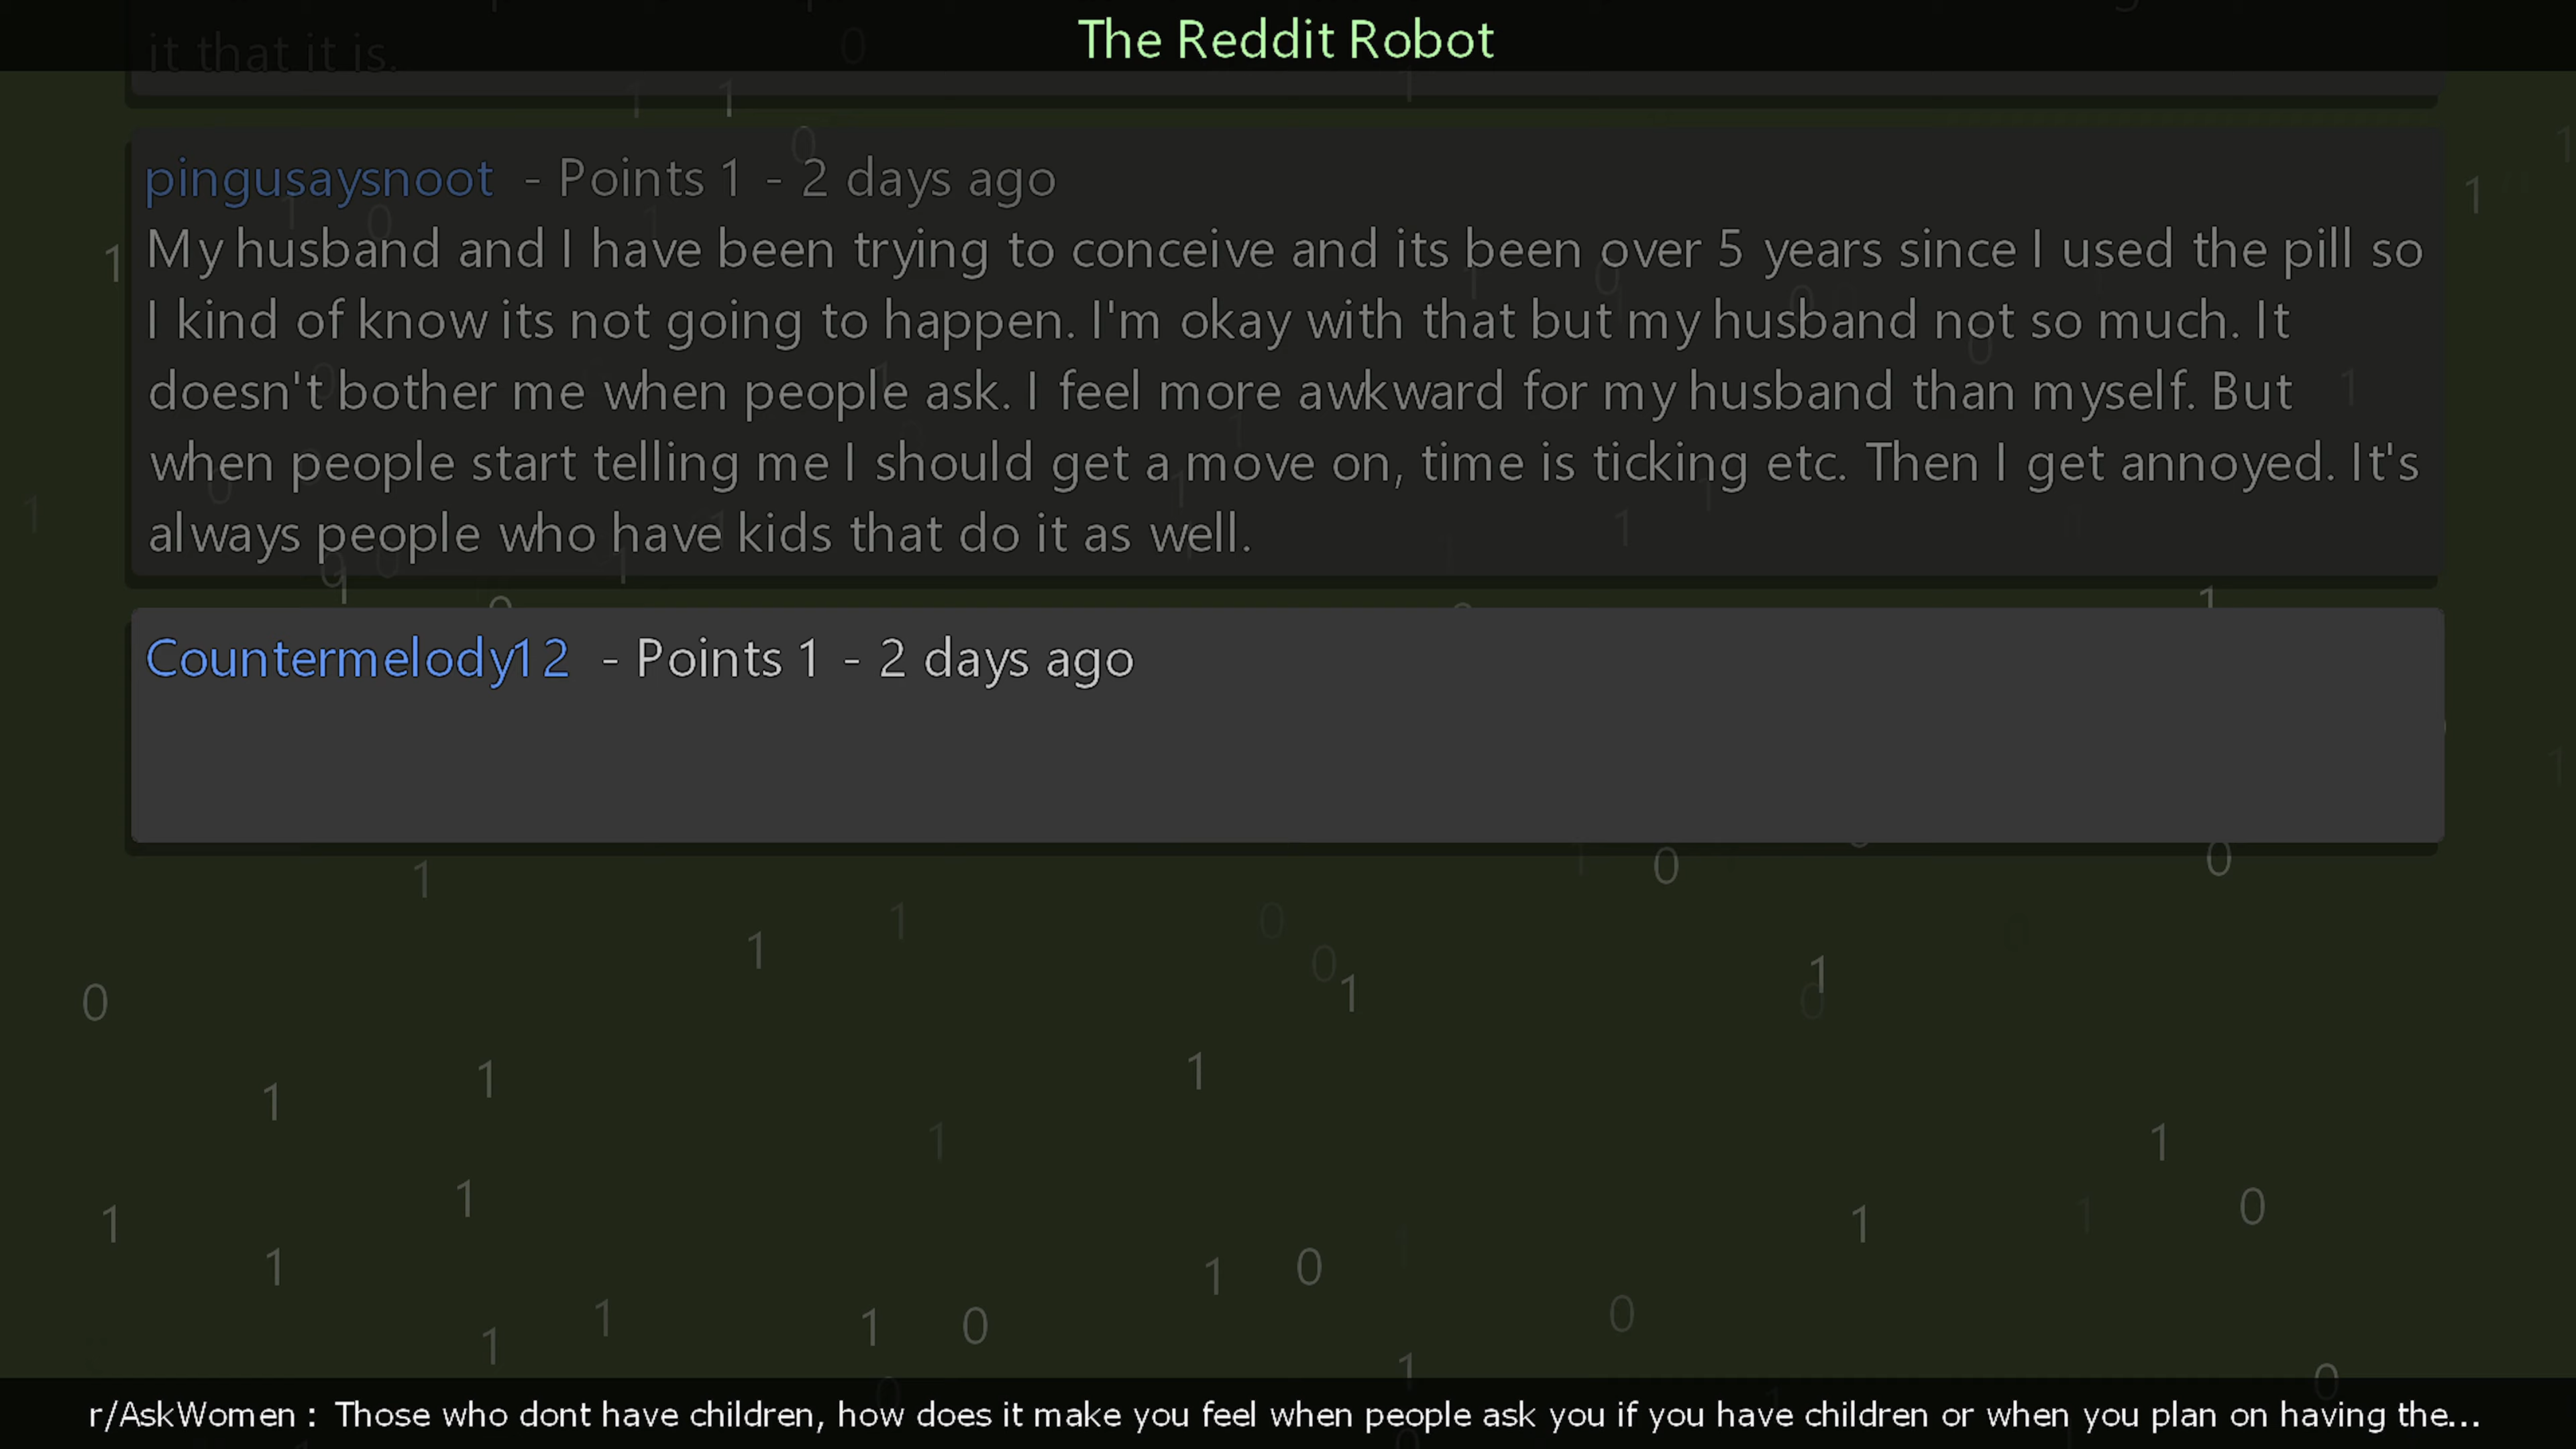 The Reddit Robot
it that it is.
pingusaysnoot - Points 1 - 2 days ago
My husband and I have been trying to conceive and its been over 5 years since I used the pill so
I kind of know its not going to happen. I'm okay with that but my husband not so much. It
doesn't bother me when people ask. I feel more awkward for my husband than myself. But
when people start telling me I should get a move on, time is ticking etc. Then I get annoyed. It's
always people who have kids that do it as well.
Countermelody12 - Points 1 - 2 days ago
r/AskWomen : Those who dont have children, how does it make you feel when people ask you if you have children or when you plan on having the...